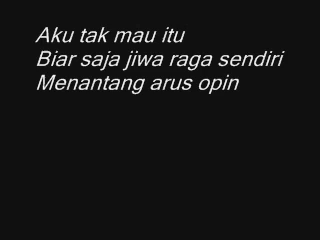 Aku tak mau itu
Biar saja jiwa raga sendiri
Menantang arus opin